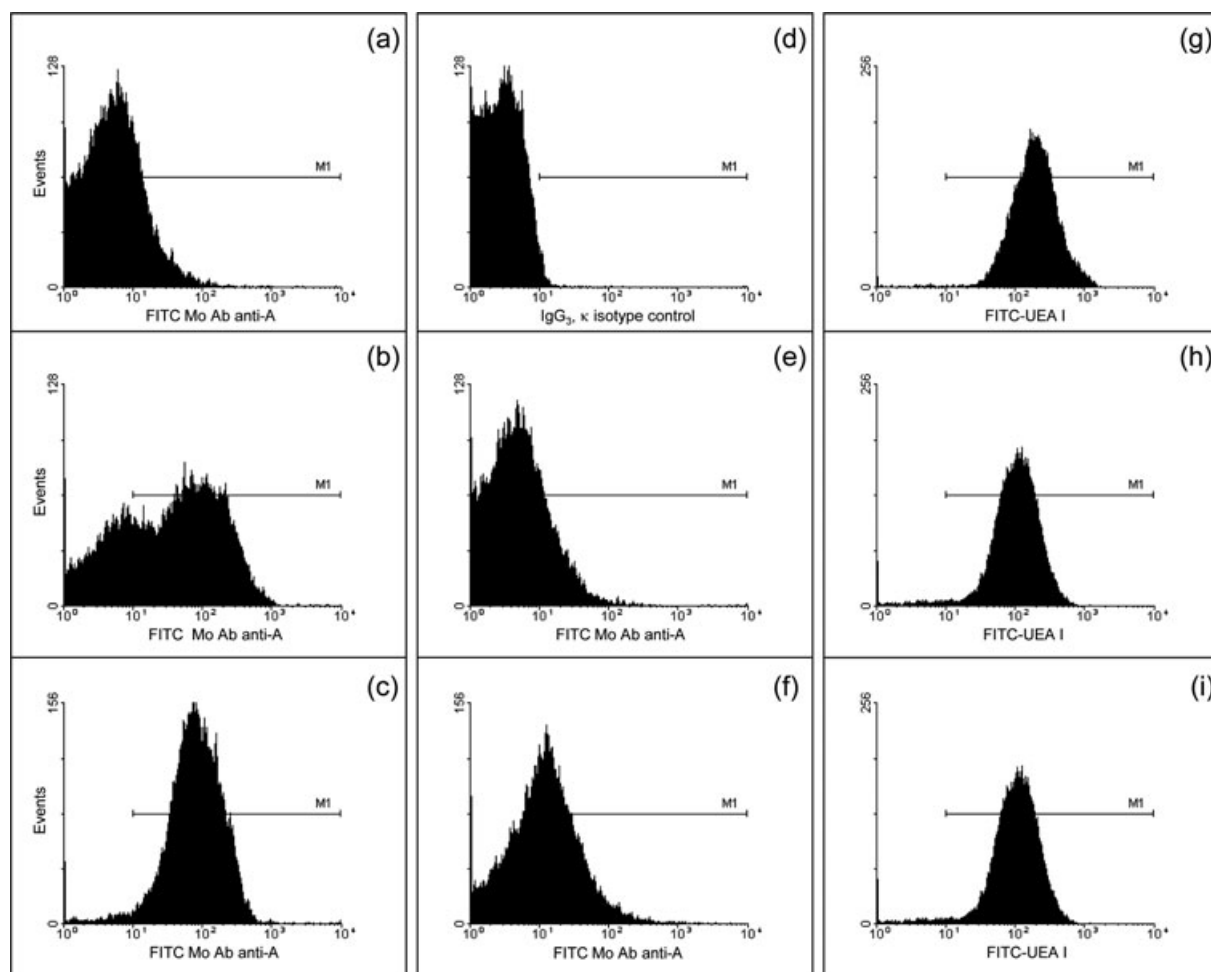 (a)
128
Events
0
M1
10⁰ 10¹ 10² 10³ 10⁴
FITC Mo Ab anti-A
(d)
128
0
M1
10⁰ 10¹ 10² 10³ 10⁴
IgG₃, κ isotype control
(g)
256
0
M1
10⁰ 10¹ 10² 10³ 10⁴
FITC-UEA I
(b)
128
Events
0
M1
10⁰ 10¹ 10² 10³ 10⁴
FITC Mo Ab anti-A
(e)
128
0
M1
10⁰ 10¹ 10² 10³ 10⁴
FITC Mo Ab anti-A
(h)
256
0
M1
10⁰ 10¹ 10² 10³ 10⁴
FITC-UEA I
(c)
156
Events
0
M1
10⁰ 10¹ 10² 10³ 10⁴
FITC Mo Ab anti-A
(f)
156
0
M1
10⁰ 10¹ 10² 10³ 10⁴
FITC Mo Ab anti-A
(i)
256
0
M1
10⁰ 10¹ 10² 10³ 10⁴
FITC-UEA I